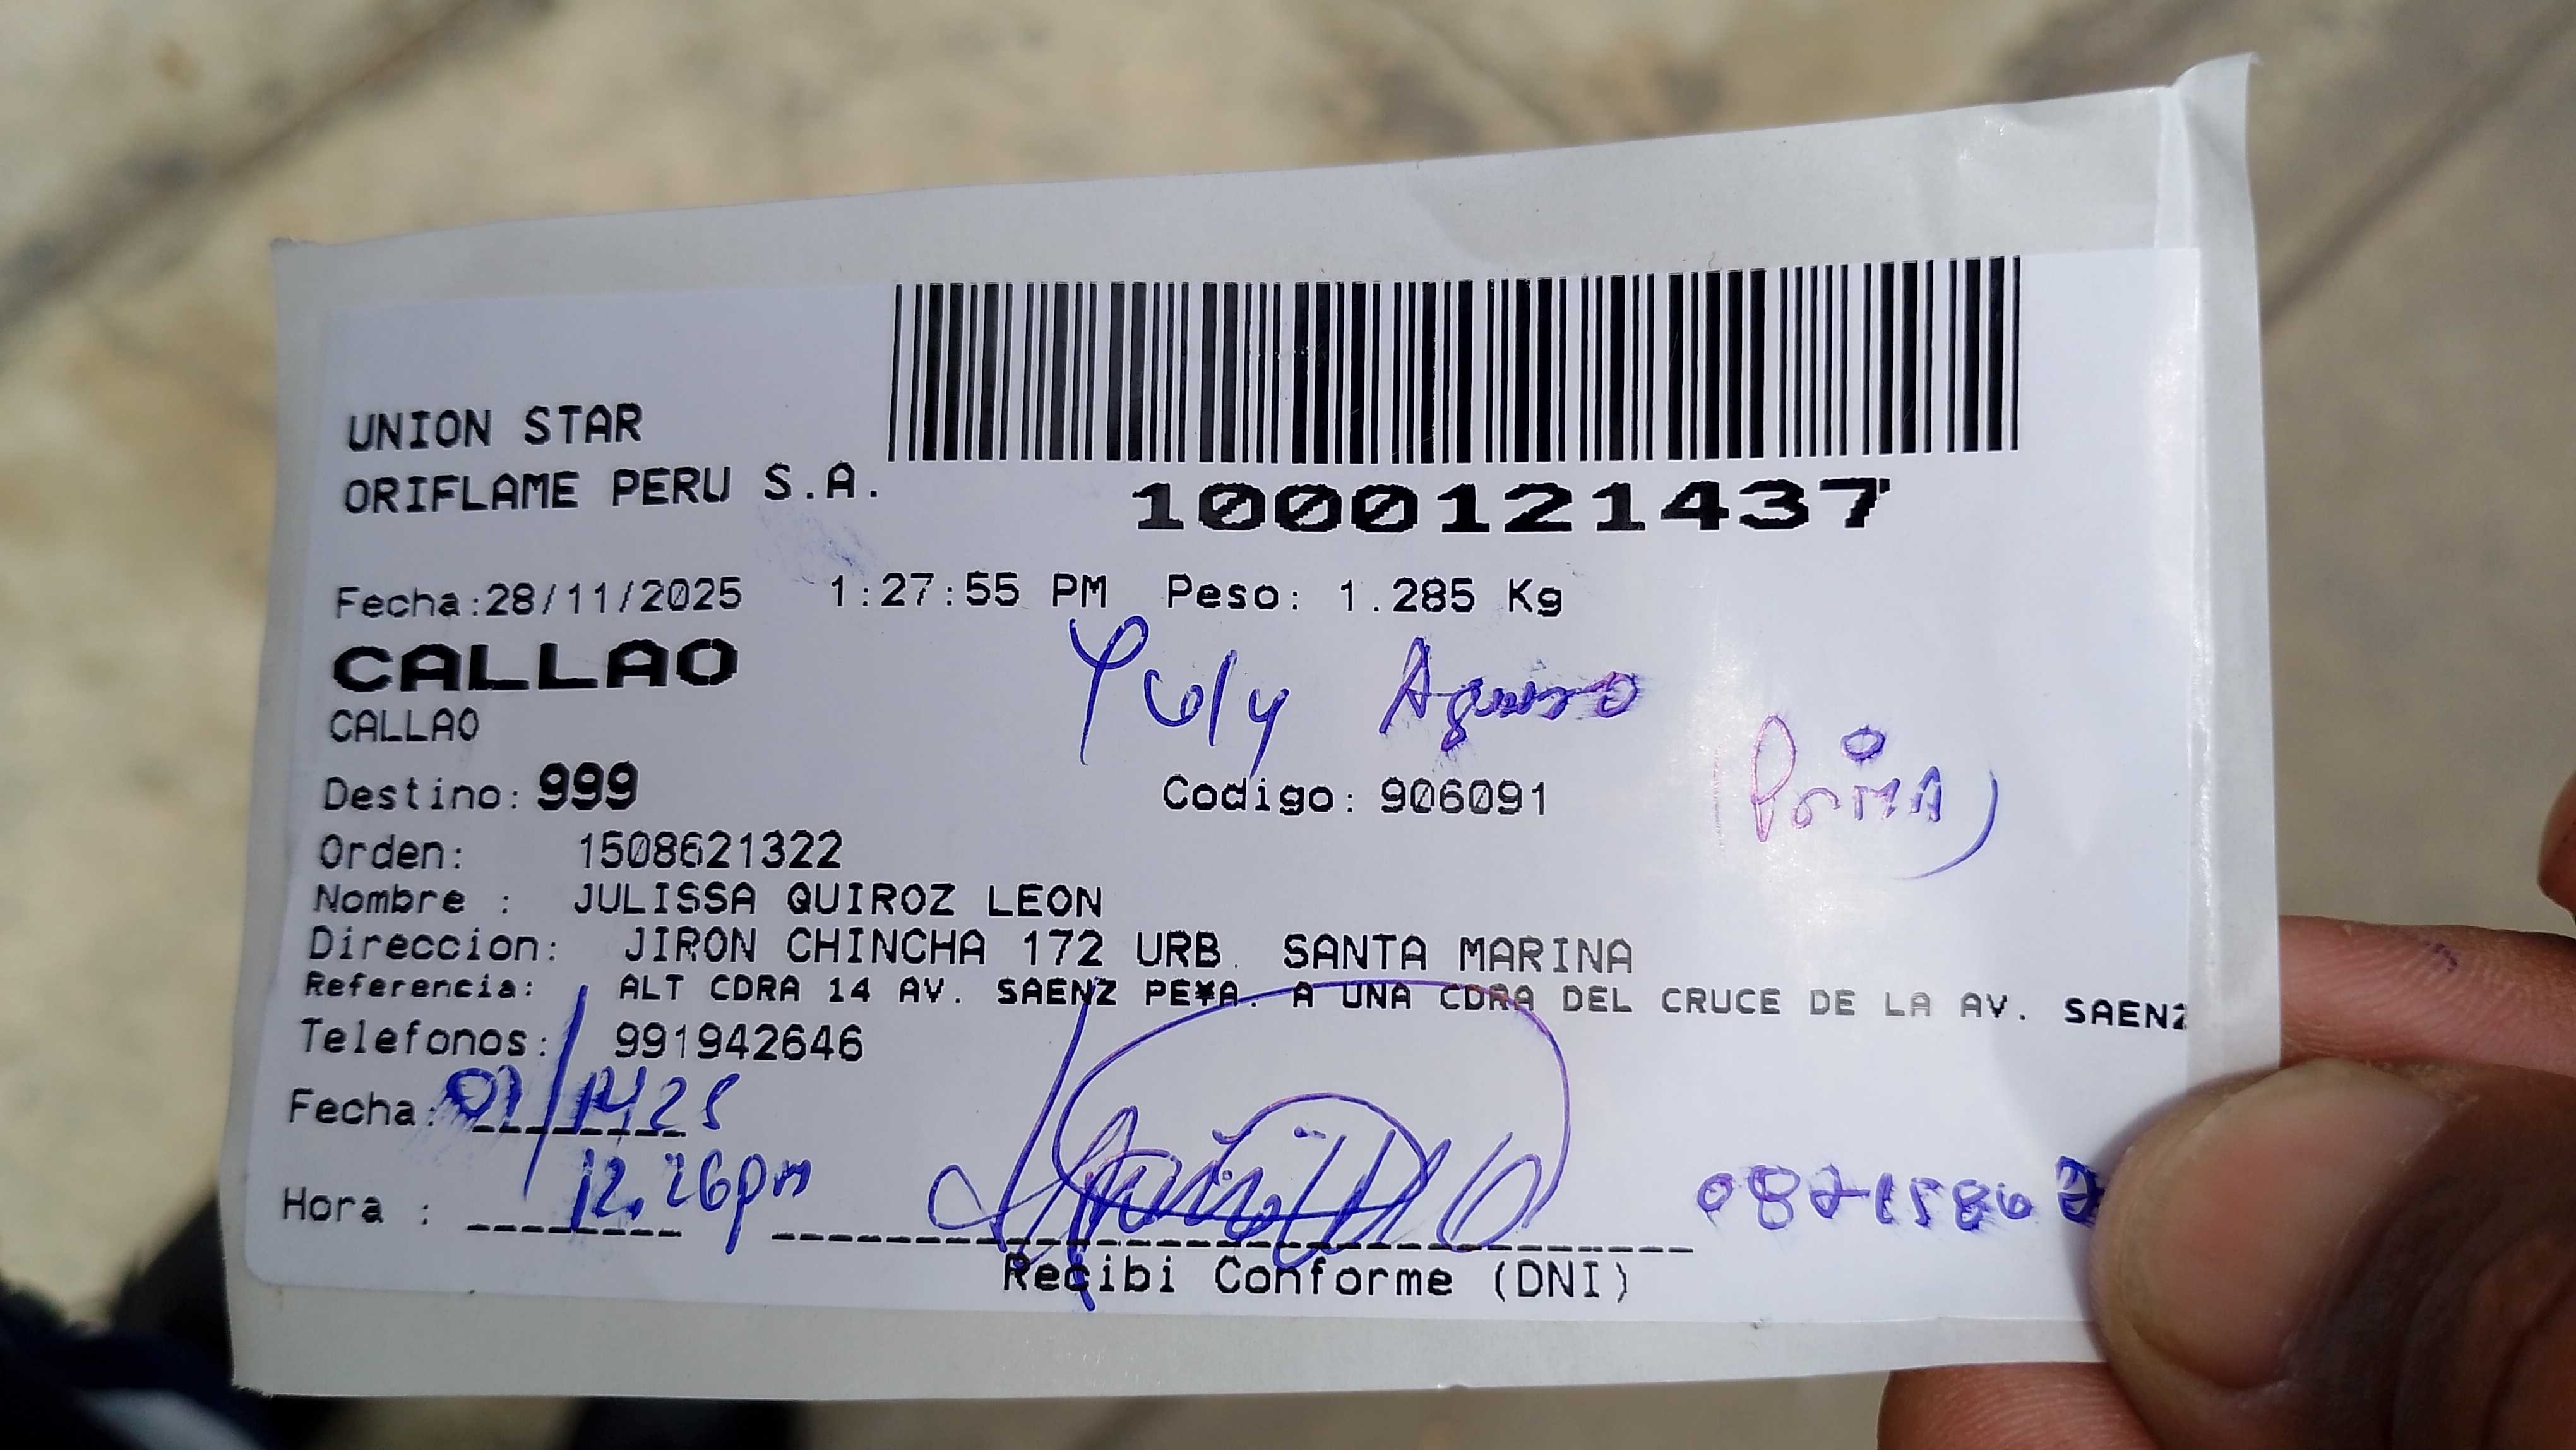 UNION STAR
ORIFLAME PERU S.A.
1000121437
Fecha:28/11/2025 1:27:55 PM Peso: 1.285 Kg
CALLAO
Yuly
CALLAO
Destino: 999 Codigo: 906091 (Prima)
Orden: 1508621322
Nombre : JULISSA QUIROZ LEON
Direccion: JIRON CHINCHA 172 URB. SANTA MARINA
Referencia: ALT CDRA 14 AV. SAENZ PE¥A. A UNA CDRA DEL CRUCE DE LA AV. SAENZ
Telefonos: 991942646
Fecha:
Hora : 12.26pm
Recibi Conforme (DNI)